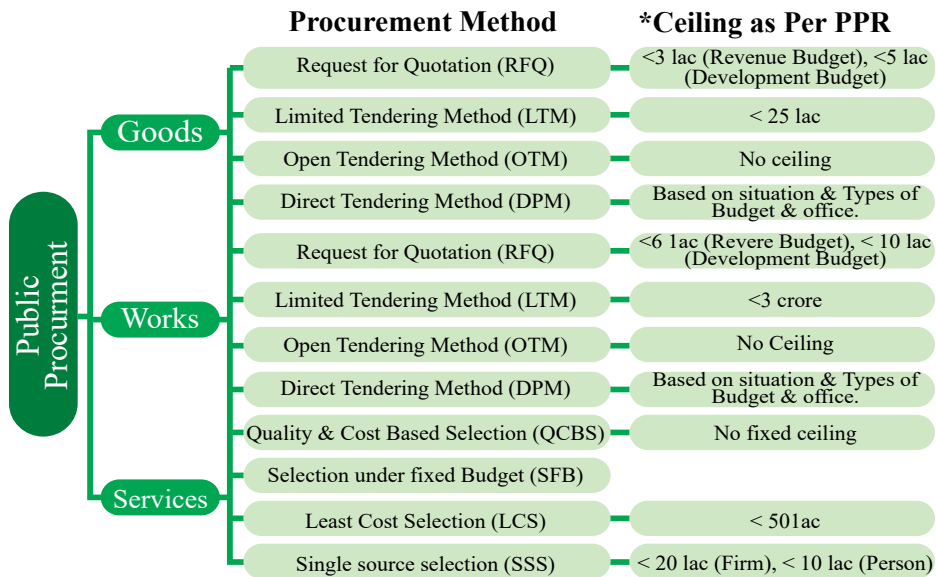 Procurement Method
*Ceiling as Per PPR
Public
Procurment
Goods
Request for Quotation (RFQ)
<3 lac (Revenue Budget), <5 lac
(Development Budget)
Limited Tendering Method (LTM)
< 25 lac
Open Tendering Method (OTM)
No ceiling
Direct Tendering Method (DPM)
Based on situation & Types of
Budget & office.
Works
Request for Quotation (RFQ)
<6 1ac (Revere Budget), < 10 lac
(Development Budget)
Limited Tendering Method (LTM)
<3 crore
Open Tendering Method (OTM)
No Ceiling
Direct Tendering Method (DPM)
Based on situation & Types of
Budget & office.
Services
Quality & Cost Based Selection (QCBS)
No fixed ceiling
Selection under fixed Budget (SFB)
Least Cost Selection (LCS)
< 501ac
Single source selection (SSS)
< 20 lac (Firm), < 10 lac (Person)